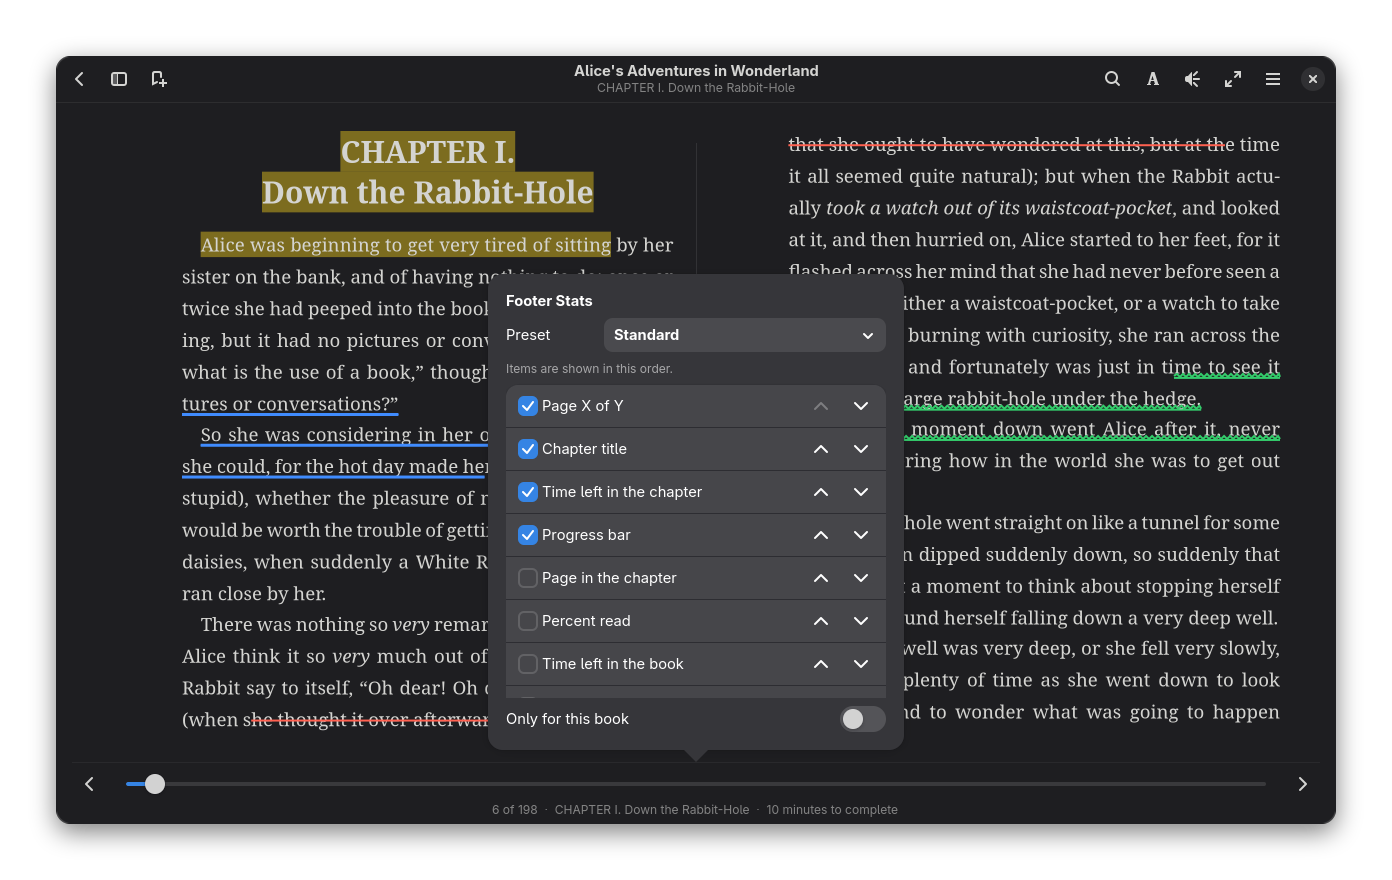 Alice's Adventures in Wonderland
CHAPTER I. Down the Rabbit-Hole
A
CHAPTER I.
Down the Rabbit-Hole
Alice was beginning to get very tired of sitting by her
sister on the bank, and of having
twice she had peeped into the book
ing, but it had no pictures or
what is the use of a book,” though
tures or conversations?”
So she was considering in her
she could, for the hot day made her
stupid), whether the pleasure of
would be worth the trouble of
daisies, when suddenly a White
ran close by her.
There was nothing so very
Alice think it so very much out of
Rabbit say to itself, “Oh dear! Oh
(when she thought it over
that she ought to have wondered at this, but at the time
it all seemed quite natural); but when the Rabbit actu-
ally took a watch out of its waistcoat-pocket, and looked
at it, and then hurried on, Alice started to her feet, for it
flashed across her mind that she had never before seen a
a waistcoat-pocket, or a watch to take
burning with curiosity, she ran across the
and fortunately was just in time to see it
rabbit-hole under the hedge.
moment down went Alice after it, never
how in the world she was to get out
hole went straight on like a tunnel for some
dipped suddenly down, so suddenly that
a moment to think about stopping herself
herself falling down a very deep well.
well was very deep, or she fell very slowly,
plenty of time as she went down to look
to wonder what was going to happen
Footer Stats
Preset
Standard
Items are shown in this order.
Page X of Y
Chapter title
Time left in the chapter
Progress bar
Page in the chapter
Percent read
Time left in the book
Only for this book
6 of 198 · CHAPTER I. Down the Rabbit-Hole · 10 minutes to complete